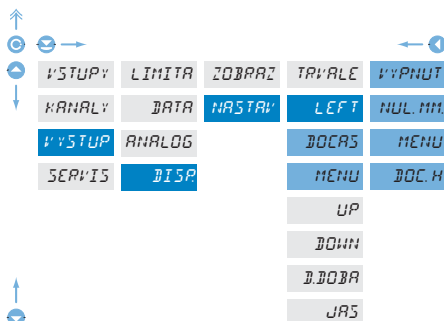 VSTUPY LIMITA ZOBRAZ TRVALE VYPNUT
KANALY DATA NASTAV LEFT NUL. MM.
VYSTUP ANALOG DOCAS MENU
SERVIS DISP. MENU DOC. H
UP
DOWN
D.DOBA
JAS